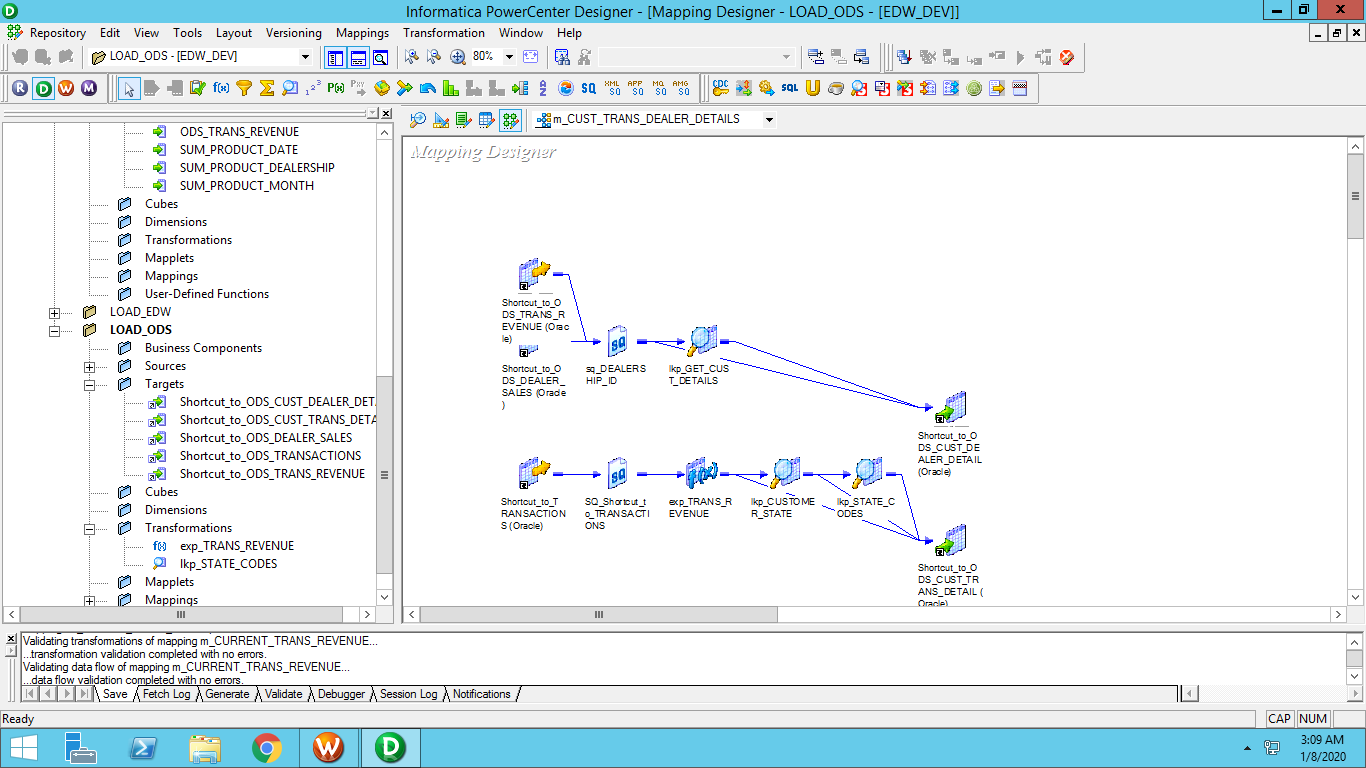 Informatica PowerCenter Designer - [Mapping Designer - LOAD_ODS - [EDW_DEV]]
Repository Edit View Tools Layout Versioning Mappings Transformation Window Help
LOAD_ODS - [EDW_DEV]
80%
m_CUST_TRANS_DEALER_DETAILS
ODS_TRANS_REVENUE
SUM_PRODUCT_DATE
SUM_PRODUCT_DEALERSHIP
SUM_PRODUCT_MONTH
Cubes
Dimensions
Transformations
Mapplets
Mappings
User-Defined Functions
LOAD_EDW
LOAD_ODS
Business Components
Sources
Targets
Shortcut_to_ODS_CUST_DEALER_DET
Shortcut_to_ODS_CUST_TRANS_DETA
Shortcut_to_ODS_DEALER_SALES
Shortcut_to_ODS_TRANSACTIONS
Shortcut_to_ODS_TRANS_REVENUE
Cubes
Dimensions
Transformations
exp_TRANS_REVENUE
lkp_STATE_CODES
Mapplets
Mappings
Mapping Designer
Shortcut_to_O
DS_TRANS_R
EVENUE (Orac
le)
Shortcut_to_O
DS_DEALER_
SALES (Oracle
)
sq_DEALERS
HIP_ID
lkp_GET_CUS
T_DETAILS
Shortcut_to_O
DS_CUST_DE
ALER_DETAIL
(Oracle)
Shortcut_to_T
RANSACTION
S (Oracle)
SQ_Shortcut_t
o_TRANSACTI
ONS
exp_TRANS_R
EVENUE
lkp_CUSTOME
R_STATE
lkp_STATE_C
ODES
Shortcut_to_O
DS_CUST_TR
ANS_DETAIL (
Oracle)
Validating transformations of mapping m_CURRENT_TRANS_REVENUE...
...transformation validation completed with no errors.
Validating data flow of mapping m_CURRENT_TRANS_REVENUE...
...data flow validation completed with no errors.
Save Fetch Log Generate Validate Debugger Session Log Notifications
Ready
CAP NUM
3:09 AM
1/8/2020